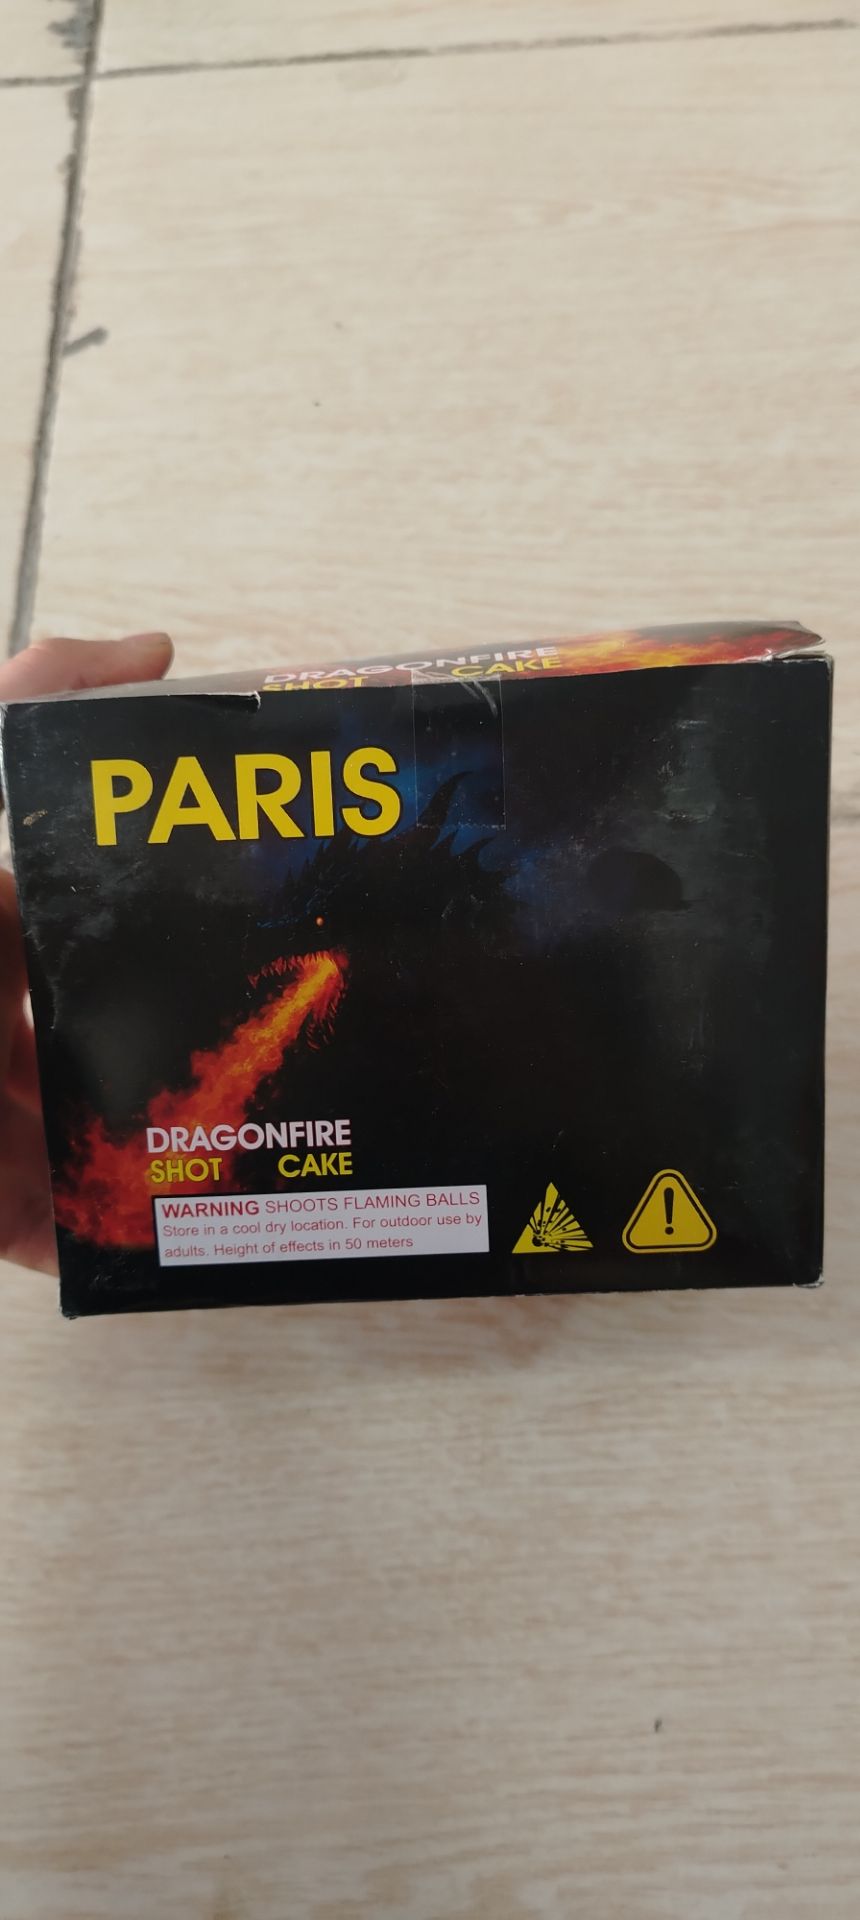 DRAGONFIRE
SHOT CAKE
PARIS
DRAGONFIRE
SHOT CAKE
WARNING SHOOTS FLAMING BALLS
Store in a cool dry location. For outdoor use by
adults. Height of effects in 50 meters